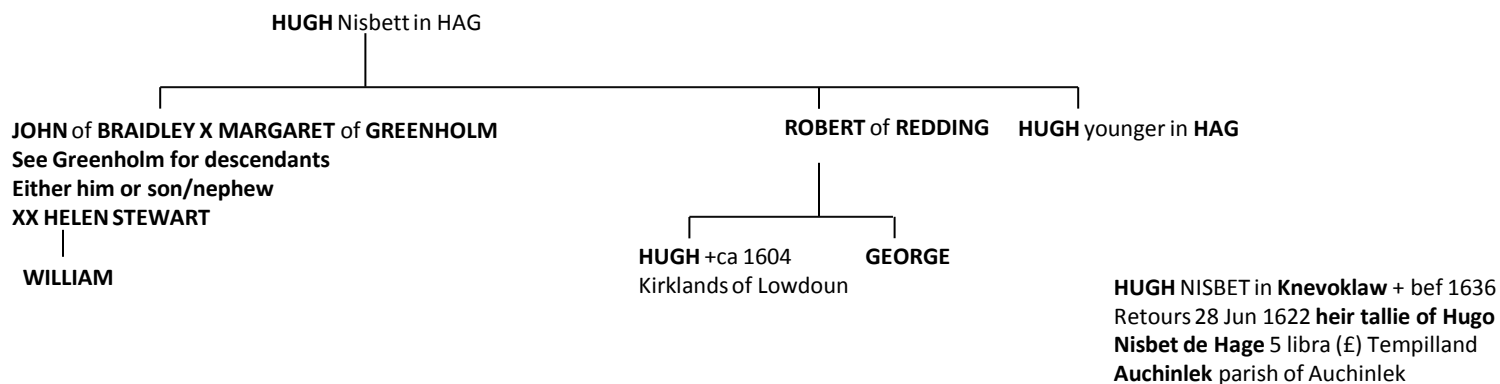 HUGH Nisbett in HAG
JOHN of BRAIDLEY X MARGARET of GREENHOLM
See Greenholm for descendants
Either him or son/nephew
XX HELEN STEWART
WILLIAM
ROBERT of REDDING
HUGH younger in HAG
HUGH +ca 1604
Kirklands of Lowdoun
GEORGE
HUGH NISBET in Knevoklaw + bef 1636
Retours 28 Jun 1622 heir tallie of Hugo
Nisbet de Hage 5 libra (£) Tempilland
Auchinlek parish of Auchinlek